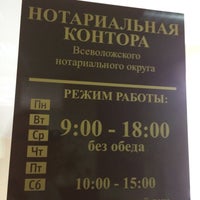 НОТАРИАЛЬНАЯ
КОНТОРА
Всеволожского
нотариального округа
РЕЖИМ РАБОТЫ:
Пн
Вт
Ср
Чт
Пт
Сб
9:00 - 18:00
без обеда
10:00 - 15:00